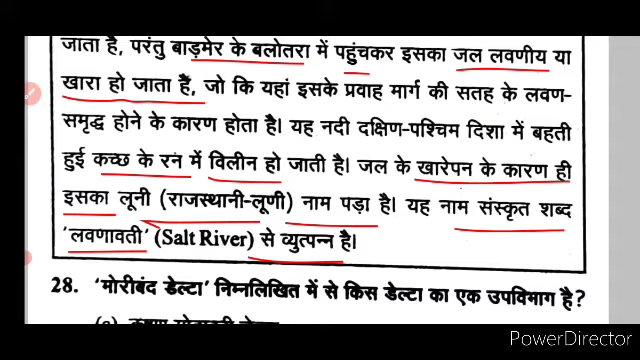 जाता है, परंतु बाड़मेर के बलोतरा में पहुंचकर इसका जल लवणीय या
खारा हो जाता है, जो कि यहां इसके प्रवाह मार्ग की सतह के लवण-
समृद्ध होने के कारण होता है। यह नदी दक्षिण-पश्चिम दिशा में बहती
हुई कच्छ के रन में विलीन हो जाती है। जल के खारेपन के कारण ही
इसका लूनी (राजस्थानी-लूणी) नाम पड़ा है। यह नाम संस्कृत शब्द
'लवणावती' (Salt River) से व्युत्पन्न है।
28. 'मोरीबंद डेल्टा' निम्नलिखित में से किस डेल्टा का एक उपविभाग है?
PowerDirector